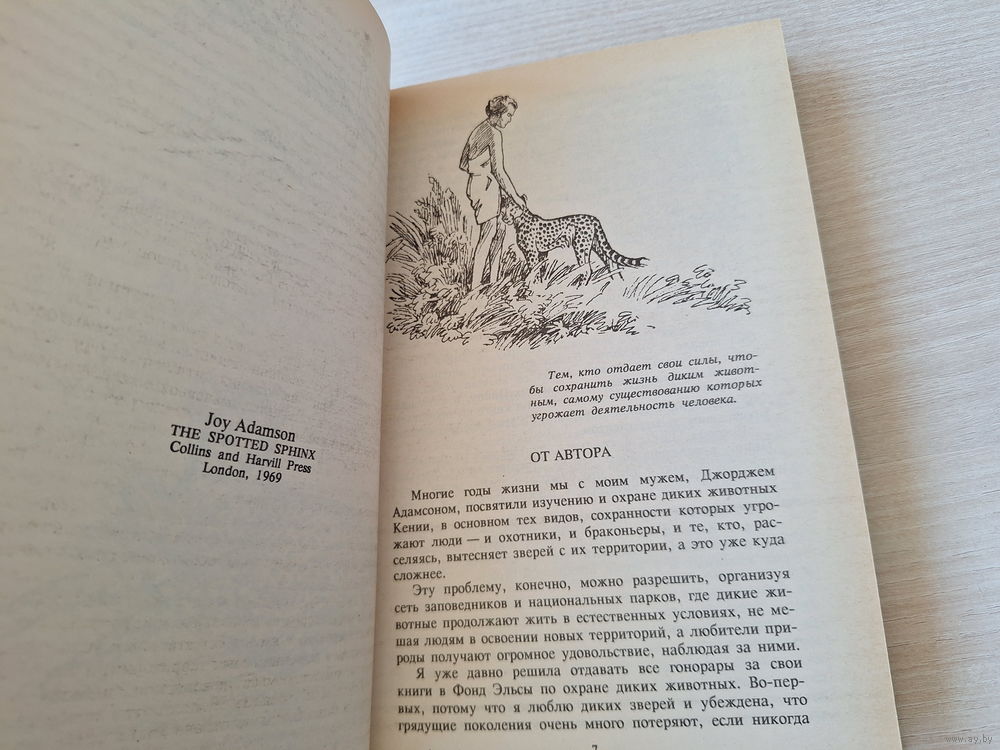 Joy Adamson
THE SPOTTED SPHINX
Collins and Harvill Press
London, 1969
Тем, кто отдает свои силы, что-
бы сохранить жизнь диким живот-
ным, самому существованию которых
угрожает деятельность человека.
ОТ АВТОРА
Многие годы жизни мы с моим мужем, Джорджем
Адамсоном, посвятили изучению и охране диких животных
Кении, в основном тех видов, сохранности которых угро-
жают люди — и охотники, и браконьеры, и те, кто, рас-
селяясь, вытесняет зверей с их территории, а это уже куда
сложнее.
Эту проблему, конечно, можно разрешить, организуя
сеть заповедников и национальных парков, где дикие жи-
вотные продолжают жить в естественных условиях, не ме-
шая людям в освоении новых территорий, а любители при-
роды получают огромное удовольствие, наблюдая за ними.
Я уже давно решила отдавать все гонорары за свои
книги в Фонд Эльсы по охране диких животных. Во-пер-
вых, потому что я люблю диких зверей и убеждена, что
грядущие поколения очень много потеряют, если никогда
7
www.ay.by